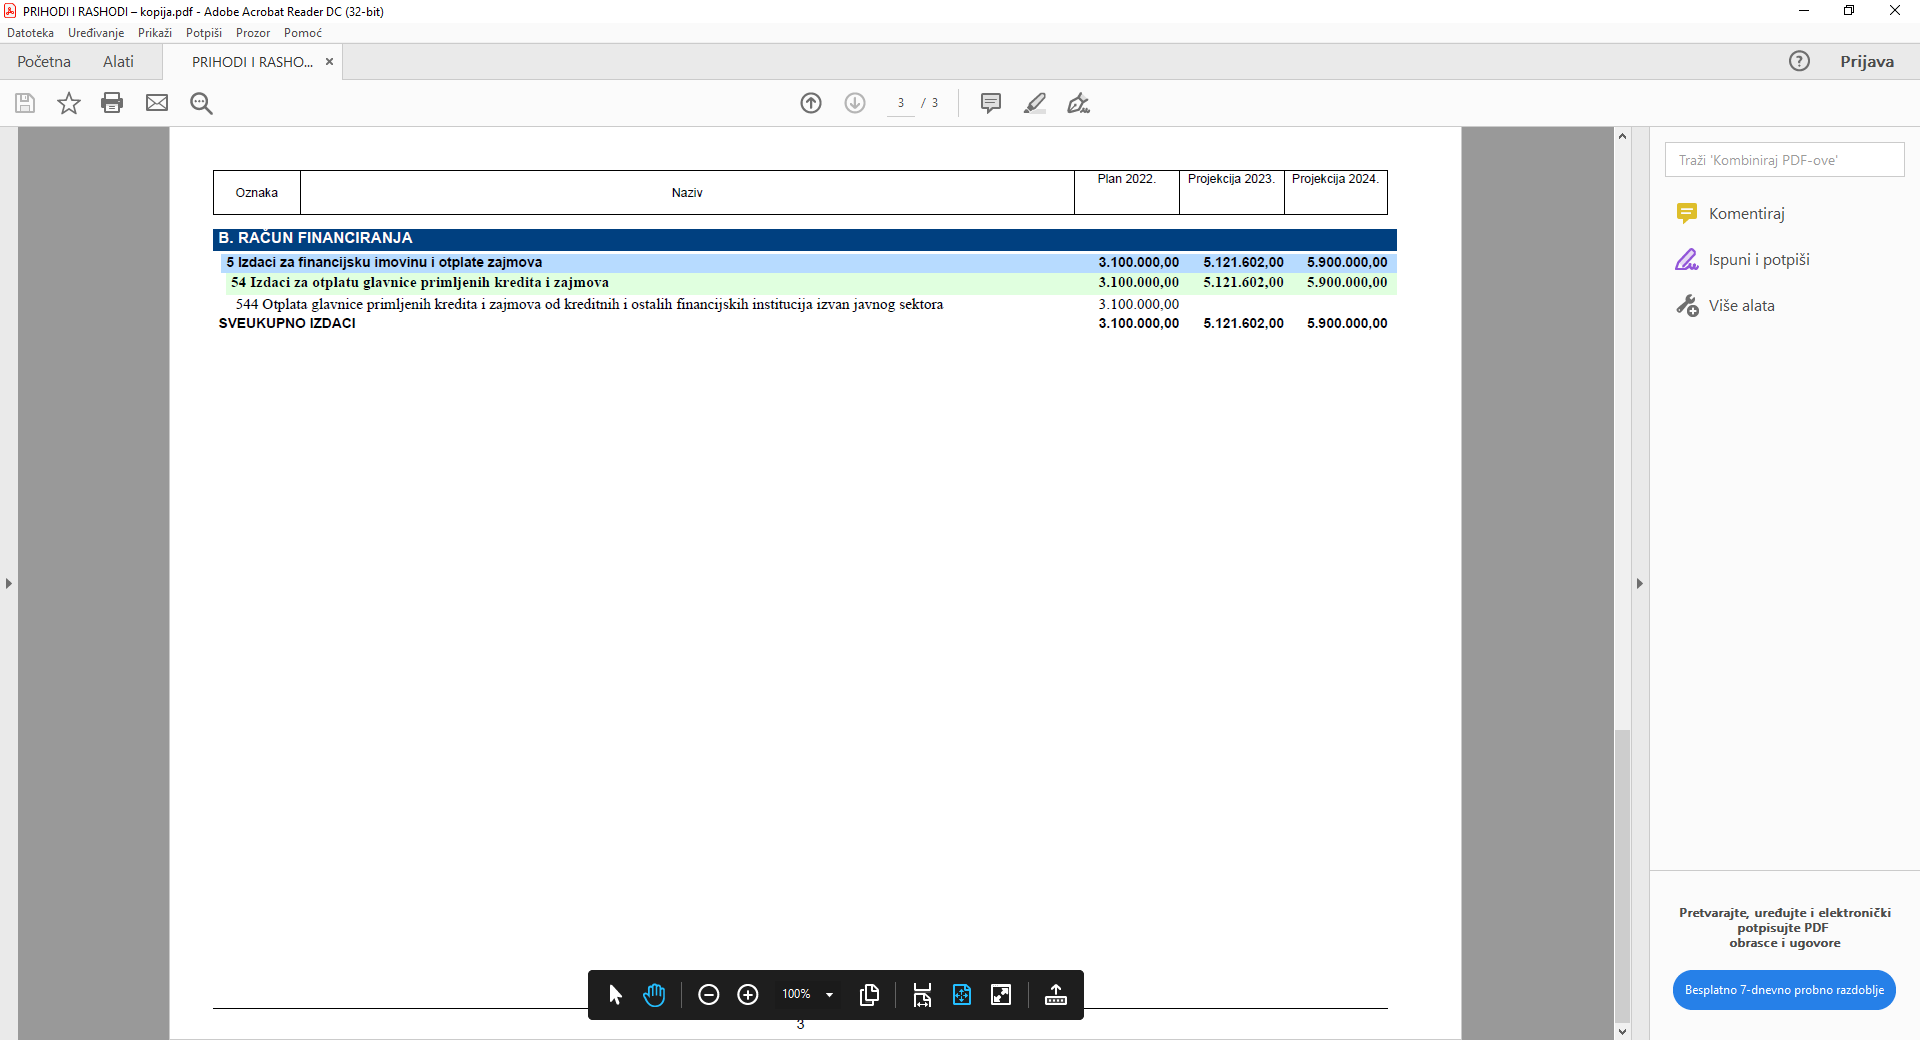 PRIHODI I RASHODI – kopija.pdf - Adobe Acrobat Reader DC (32-bit)
Datoteka Uređivanje Prikaži Potpiši Prozor Pomoć
Početna Alati PRIHODI I RASHO... × ? Prijava
3 / 3
Traži 'Kombiniraj PDF-ove'
Komentiraj
Ispuni i potpiši
Više alata
Oznaka Naziv Plan 2022. Projekcija 2023. Projekcija 2024.
B. RAČUN FINANCIRANJA
5 Izdaci za financijsku imovinu i otplate zajmova 3.100.000,00 5.121.602,00 5.900.000,00
54 Izdaci za otplatu glavnice primljenih kredita i zajmova 3.100.000,00 5.121.602,00 5.900.000,00
544 Otplata glavnice primljenih kredita i zajmova od kreditnih i ostalih financijskih institucija izvan javnog sektora 3.100.000,00
SVEUKUPNO IZDACI 3.100.000,00 5.121.602,00 5.900.000,00
Pretvarajte, uređujte i elektronički
potpisujte PDF
obrasce i ugovore
Besplatno 7-dnevno probno razdoblje
100%
3